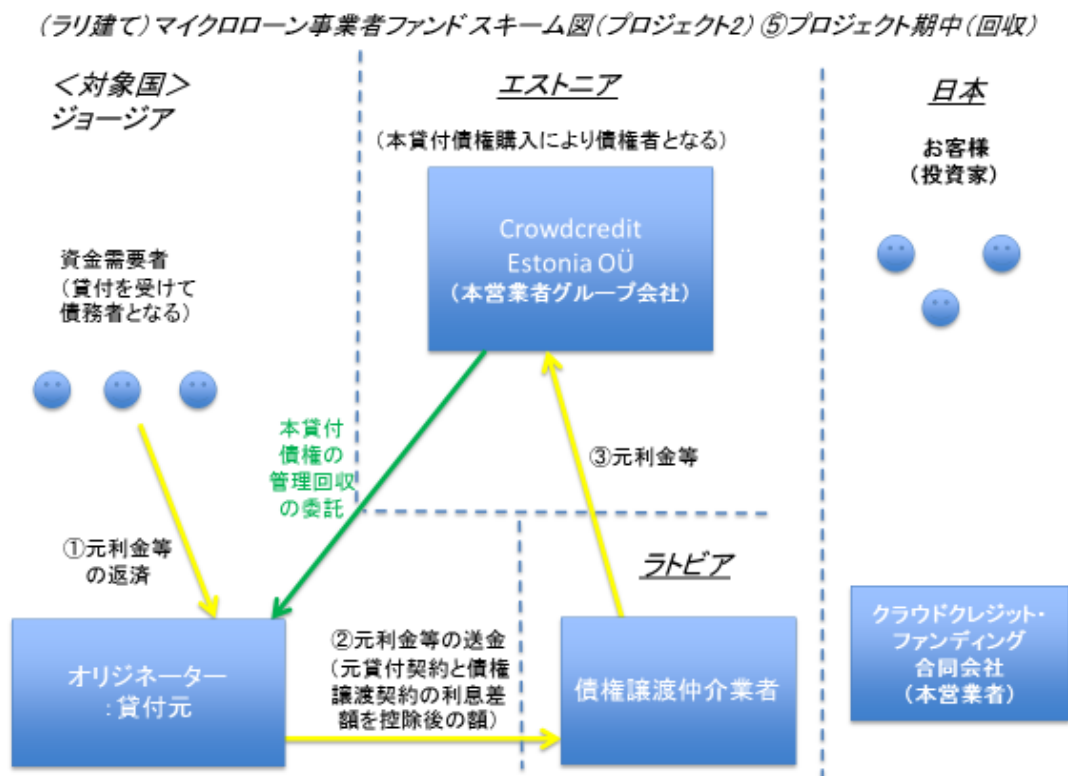 (ラリ建て)マイクロローン事業者ファンド スキーム図(プロジェクト2) ⑤プロジェクト期中(回収)
<対象国>
ジョージア
エストニア
日本
(本貸付債権購入により債権者となる)
お客様
(投資家)
Crowdcredit
Estonia OÜ
(本営業者グループ会社)
資金需要者
(貸付を受けて
債務者となる)
本貸付
債権の
管理回収
の委託
③元利金等
①元利金等
の返済
ラトビア
オリジネーター
:貸付元
②元利金等の送金
(元貸付契約と債権
譲渡契約の利息差
額を控除後の額)
債権譲渡仲介業者
クラウドクレジット・
ファンディング
合同会社
(本営業者)